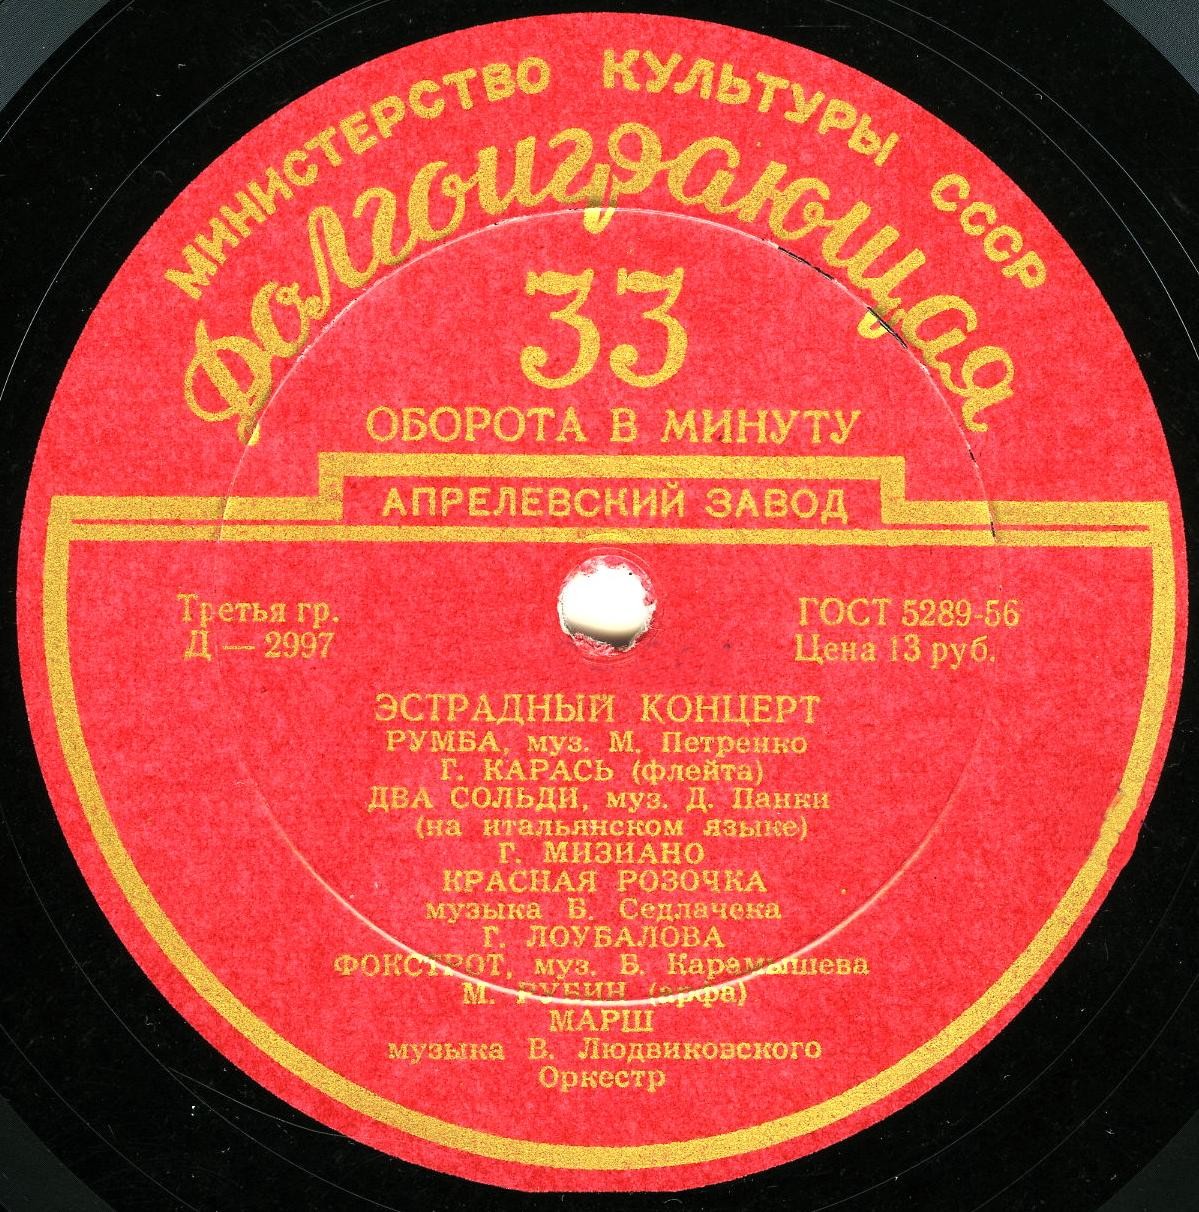 МИНИСТЕРСТВО КУЛЬТУРЫ СССР
Долгоиграющая
33
ОБОРОТА В МИНУТУ
АПРЕЛЕВСКИЙ ЗАВОД
Третья гр.
Д — 2997
ГОСТ 5289-56
Цена 13 руб.
ЭСТРАДНЫЙ КОНЦЕРТ
РУМБА, муз. М. Петренко
Г. КАРАСЬ (флейта)
ДВА СОЛЬДИ, муз. Д. Панки
(на итальянском языке)
Г. МИЗИАНО
КРАСНАЯ РОЗОЧКА
музыка Б. Седлачека
Г. ЛОУБАЛОВА
ФОКСТРОТ, муз. Б. Карамышева
М. РУБИН (арфа)
МАРШ
музыка В. Людвиковского
Оркестр